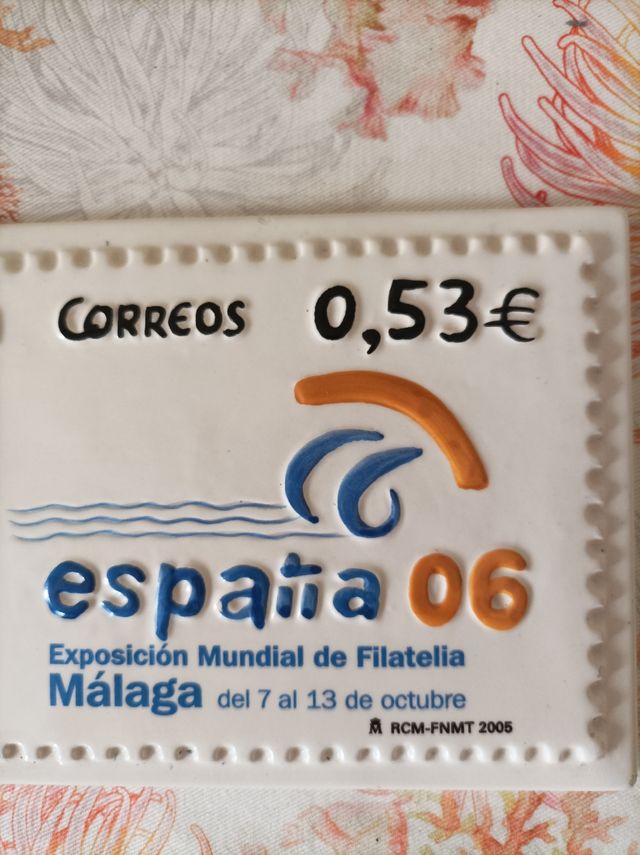 CORREOS 0,53€
españa 06
Exposición Mundial de Filatelia
Málaga del 7 al 13 de octubre
RCM-FNMT 2005